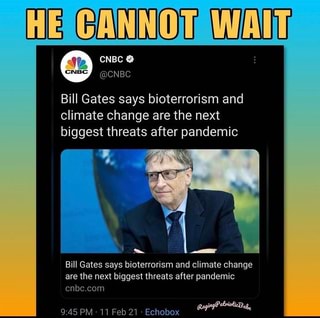 HE CANNOT WAIT
CNBC
@CNBC
CNBC
Bill Gates says bioterrorism and
climate change are the next
biggest threats after pandemic
Bill Gates says bioterrorism and climate change
are the next biggest threats after pandemic
cnbc.com
9:45 PM · 11 Feb 21 · Echobox
RagingPatrioticBabe